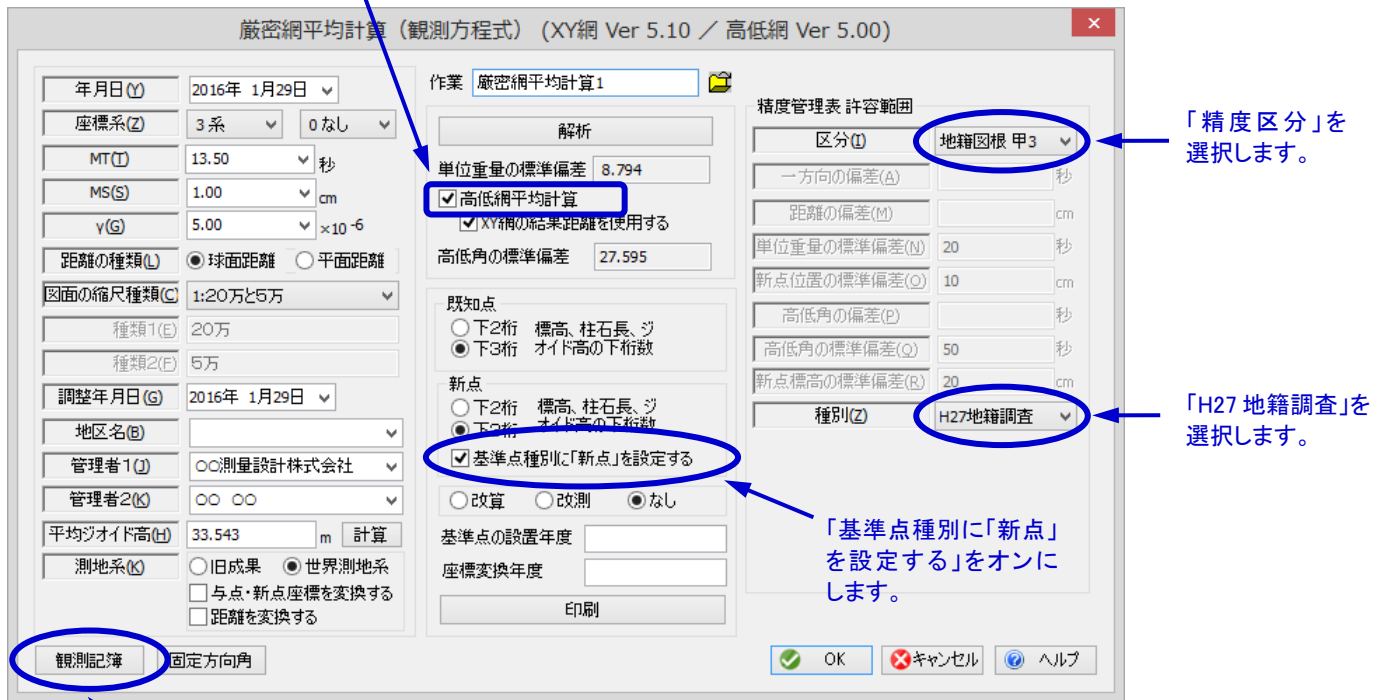 厳密網平均計算（観測方程式） (XY網 Ver 5.10 ／ 高低網 Ver 5.00)
年月日(Y) 2016年 1月29日
座標系(Z) 3系 0なし
MT(T) 13.50 秒
MS(S) 1.00 cm
γ(G) 5.00 ×10 -6
距離の種類(L) 球面距離 平面距離
図面の縮尺種類(C) 1:20万と5万
種類1(E) 20万
種類2(F) 5万
調整年月日(G) 2016年 1月29日
地区名(B)
管理者1(J) ○○測量設計株式会社
管理者2(K) ○○ ○○
平均ジオイド高(H) 33.543 m 計算
測地系(K) 旧成果 世界測地系
与点・新点座標を変換する
距離を変換する
観測記簿 固定方向角
作業 厳密網平均計算1
解析
単位重量の標準偏差 8.794
高低網平均計算
XY網の結果距離を使用する
高低角の標準偏差 27.595
既知点
下2桁 標高、柱石長、ジ
下3桁 オイド高の下桁数
新点
下2桁 標高、柱石長、ジ
下3桁 オイド高の下桁数
基準点種別に「新点」を設定する
改算 改測 なし
基準点の設置年度
座標変換年度
印刷
精度管理表 許容範囲
区分(I) 地籍図根 甲3
一方向の偏差(A) 秒
距離の偏差(M) cm
単位重量の標準偏差(N) 20 秒
新点位置の標準偏差(O) 10 cm
高低角の偏差(P) 秒
高低角の標準偏差(Q) 50 秒
新点標高の標準偏差(R) 20 cm
種別(Z) H27地籍調査
OK キャンセル ヘルプ
「精度区分」を
選択します。
「H27 地籍調査」を
選択します。
「基準点種別に「新点」
を設定する」をオンに
します。